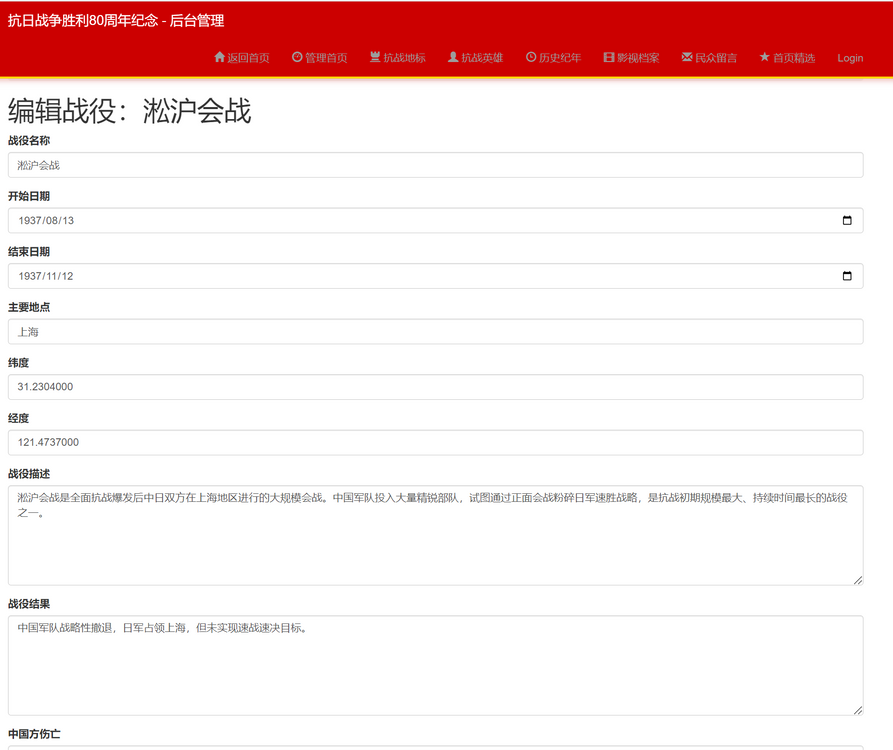 抗日战争胜利80周年纪念 - 后台管理
返回首页 管理首页 抗战地标 抗战英雄 历史纪年 影视档案 民众留言 首页精选 Login
编辑战役：淞沪会战
战役名称
淞沪会战
开始日期
1937/08/13
结束日期
1937/11/12
主要地点
上海
纬度
31.2304000
经度
121.4737000
战役描述
淞沪会战是全面抗战爆发后中日双方在上海地区进行的大规模会战。中国军队投入大量精锐部队，试图通过正面会战粉碎日军速胜战略，是抗战初期规模最大、持续时间最长的战役
之一。
战役结果
中国军队战略性撤退，日军占领上海，但未实现速战速决目标。
中国方伤亡